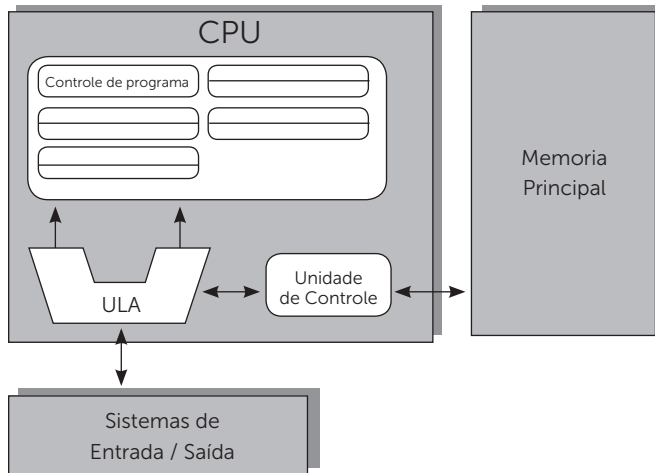 CPU
Controle de programa
Memoria
Principal
ULA
Unidade
de Controle
Sistemas de
Entrada / Saída